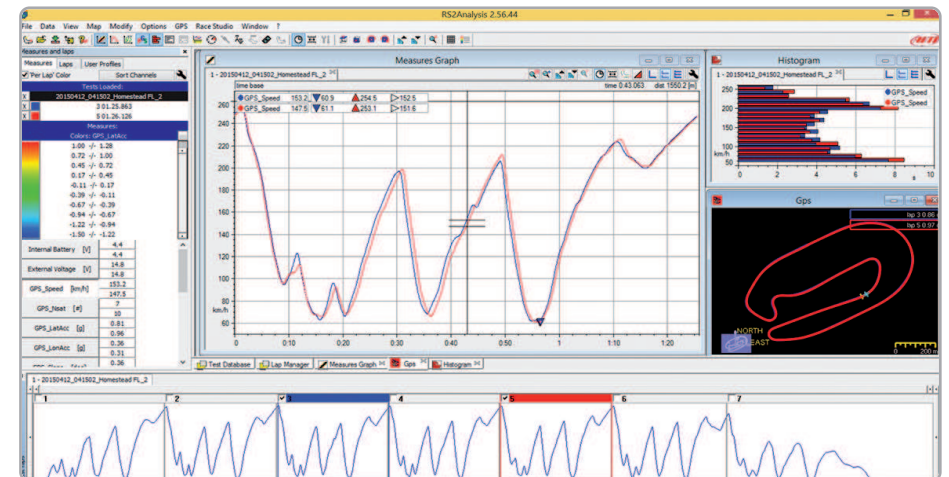 RS2Analysis 2.56.44
File Data View Map Modify Options GPS Race Studio Window ?
Measures and laps
Measures Laps User Profiles
'Per Lap' Color Sort Channels
Tests Loaded:
X 20150412_041502_Homestead FL_2
X 3 01.25.863
X 5 01.26.126
Measures:
Colors: GPS_LatAcc
1.00 -/- 1.28
0.72 -/- 1.00
0.45 -/- 0.72
0.17 -/- 0.45
-0.11 -/- 0.17
-0.39 -/- -0.11
-0.67 -/- -0.39
-0.94 -/- -0.67
-1.22 -/- -0.94
-1.50 -/- -1.22
Internal Battery [V] 4.4
4.4
External Voltage [V] 14.8
14.8
GPS_Speed [km/h] 153.2
147.5
GPS_Nsat [#] 7
10
GPS_LatAcc [g] 0.81
0.96
GPS_LonAcc [g] 0.36
0.31
0.36
Measures Graph
1 - 20150412_041502_Homestead FL_2
time base time 0:43.063 dist 1550.2 [m]
GPS_Speed 153.2 60.9 254.5 152.5
GPS_Speed 147.5 61.1 253.1 151.6
240
220
200
180
160
140
120
100
80
km/h
60
0 0:10 0:20 0:30 0:40 0:50 1 1:10 1:20
Histogram
1 - 20150412_041502_Homestead FL_2
GPS_Speed
GPS_Speed
250
200
150
100
km/h
50
0 2 4 6 8 s 10
Gps
lap 3 0.86
lap 5 0.97
NORTH
EAST
0 200 m
Test Database Lap Manager Measures Graph Gps Histogram
1 - 20150412_041502_Homestead FL_2
1 2 3 4 5 6 7